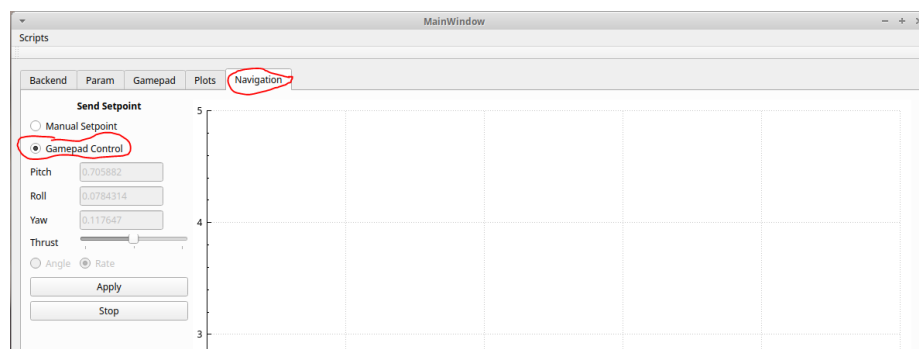 MainWindow
Scripts
Backend Param Gamepad Plots Navigation
Send Setpoint
Manual Setpoint
Gamepad Control
Pitch 0.705882
Roll 0.0784314
Yaw 0.117647
Thrust
Angle Rate
Apply
Stop
5
4
3